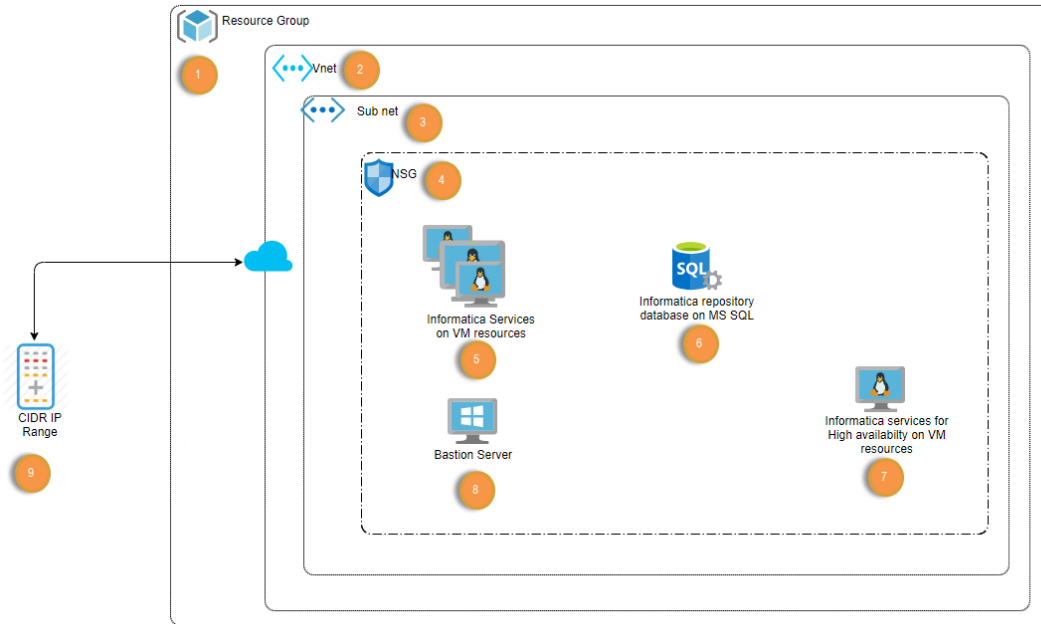 Resource Group
1
Vnet
2
Sub net
3
NSG
4
Informatica Services
on VM resources
5
SQL
Informatica repository
database on MS SQL
6
Informatica services for
High availabilty on VM
resources
7
Bastion Server
8
CIDR IP
Range
9